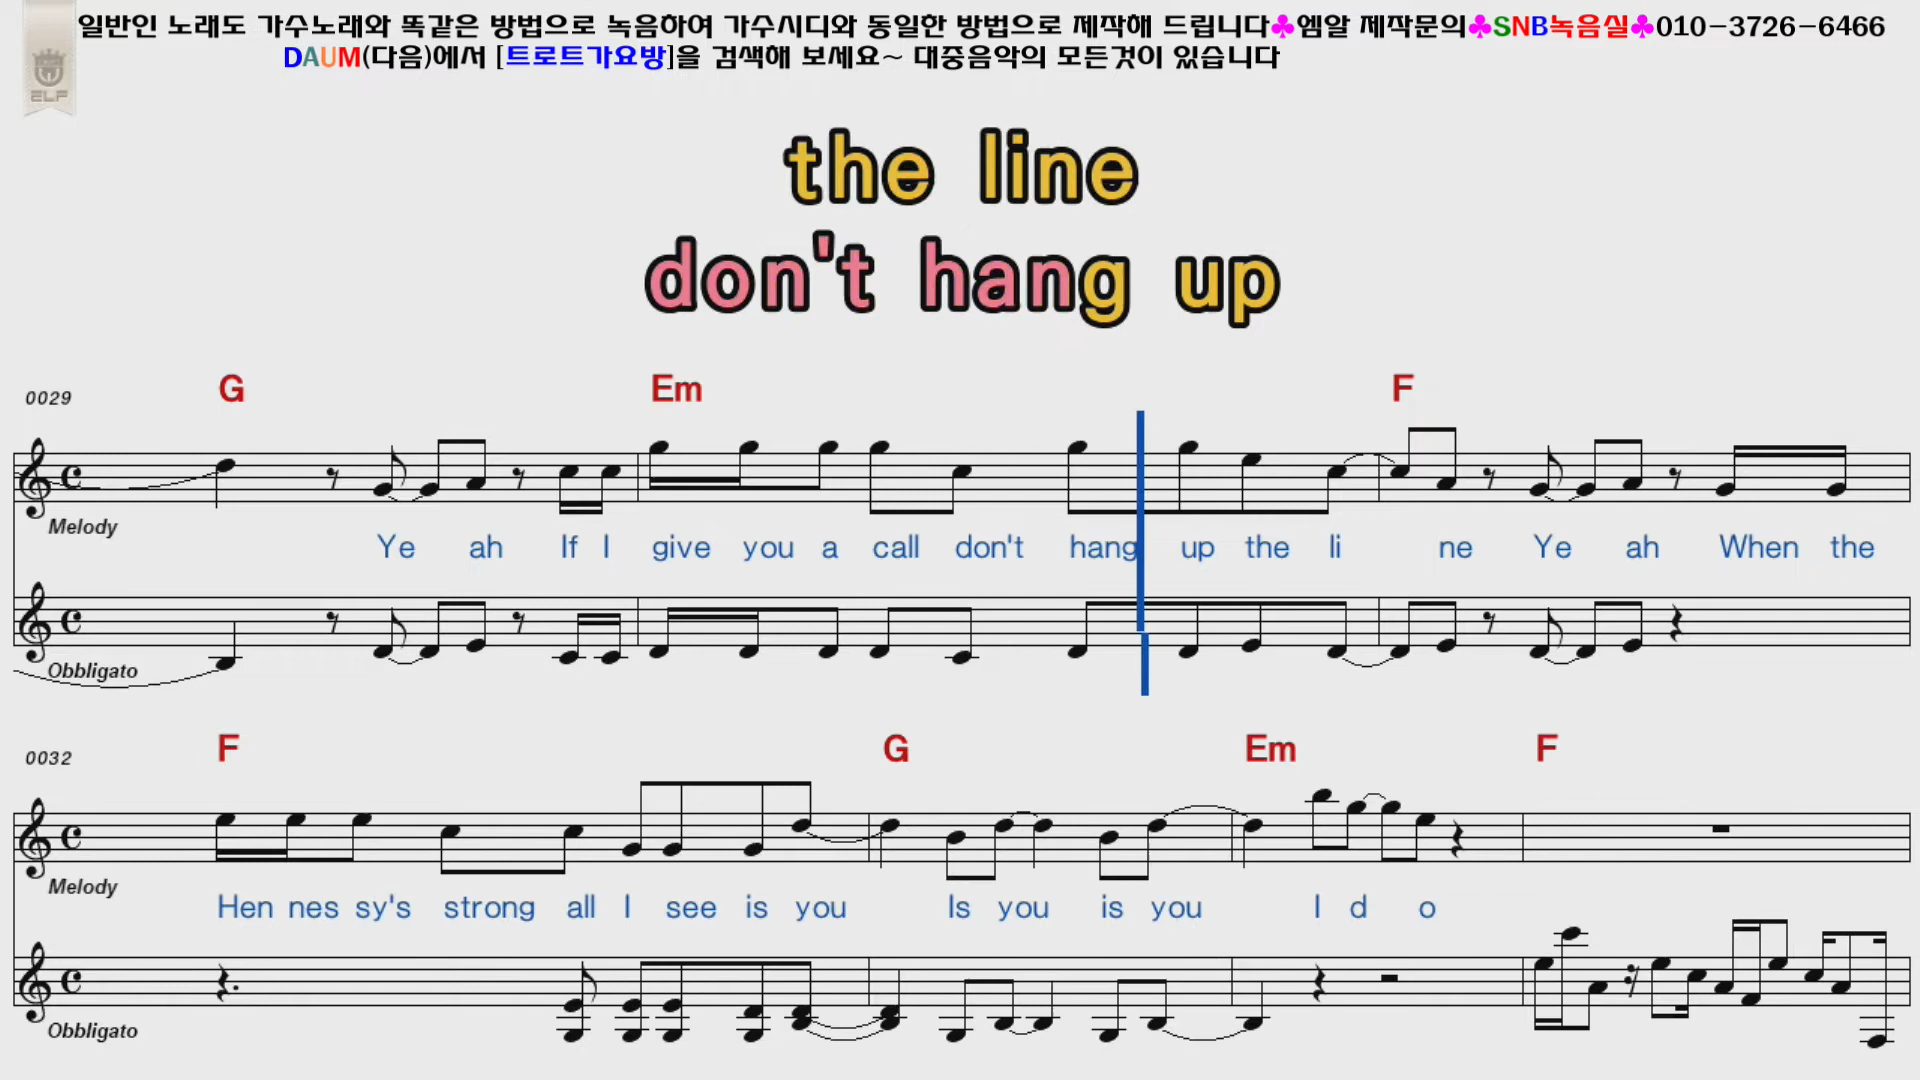 일반인 노래도 가수노래와 똑같은 방법으로 녹음하여 가수시디와 동일한 방법으로 제작해 드립니다♣엠알 제작문의♣SNB녹음실♣010-3726-6466
DAUM(다음)에서 [트로트가요방]을 검색해 보세요~ 대중음악의 모든것이 있습니다
ELF
the line
don't hang up
0029 G Em F
Melody
Ye ah If I give you a call don't hang up the li ne Ye ah When the
Obbligato
0032 F G Em F
Melody
Hen nes sy's strong all I see is you Is you is you I d o
Obbligato